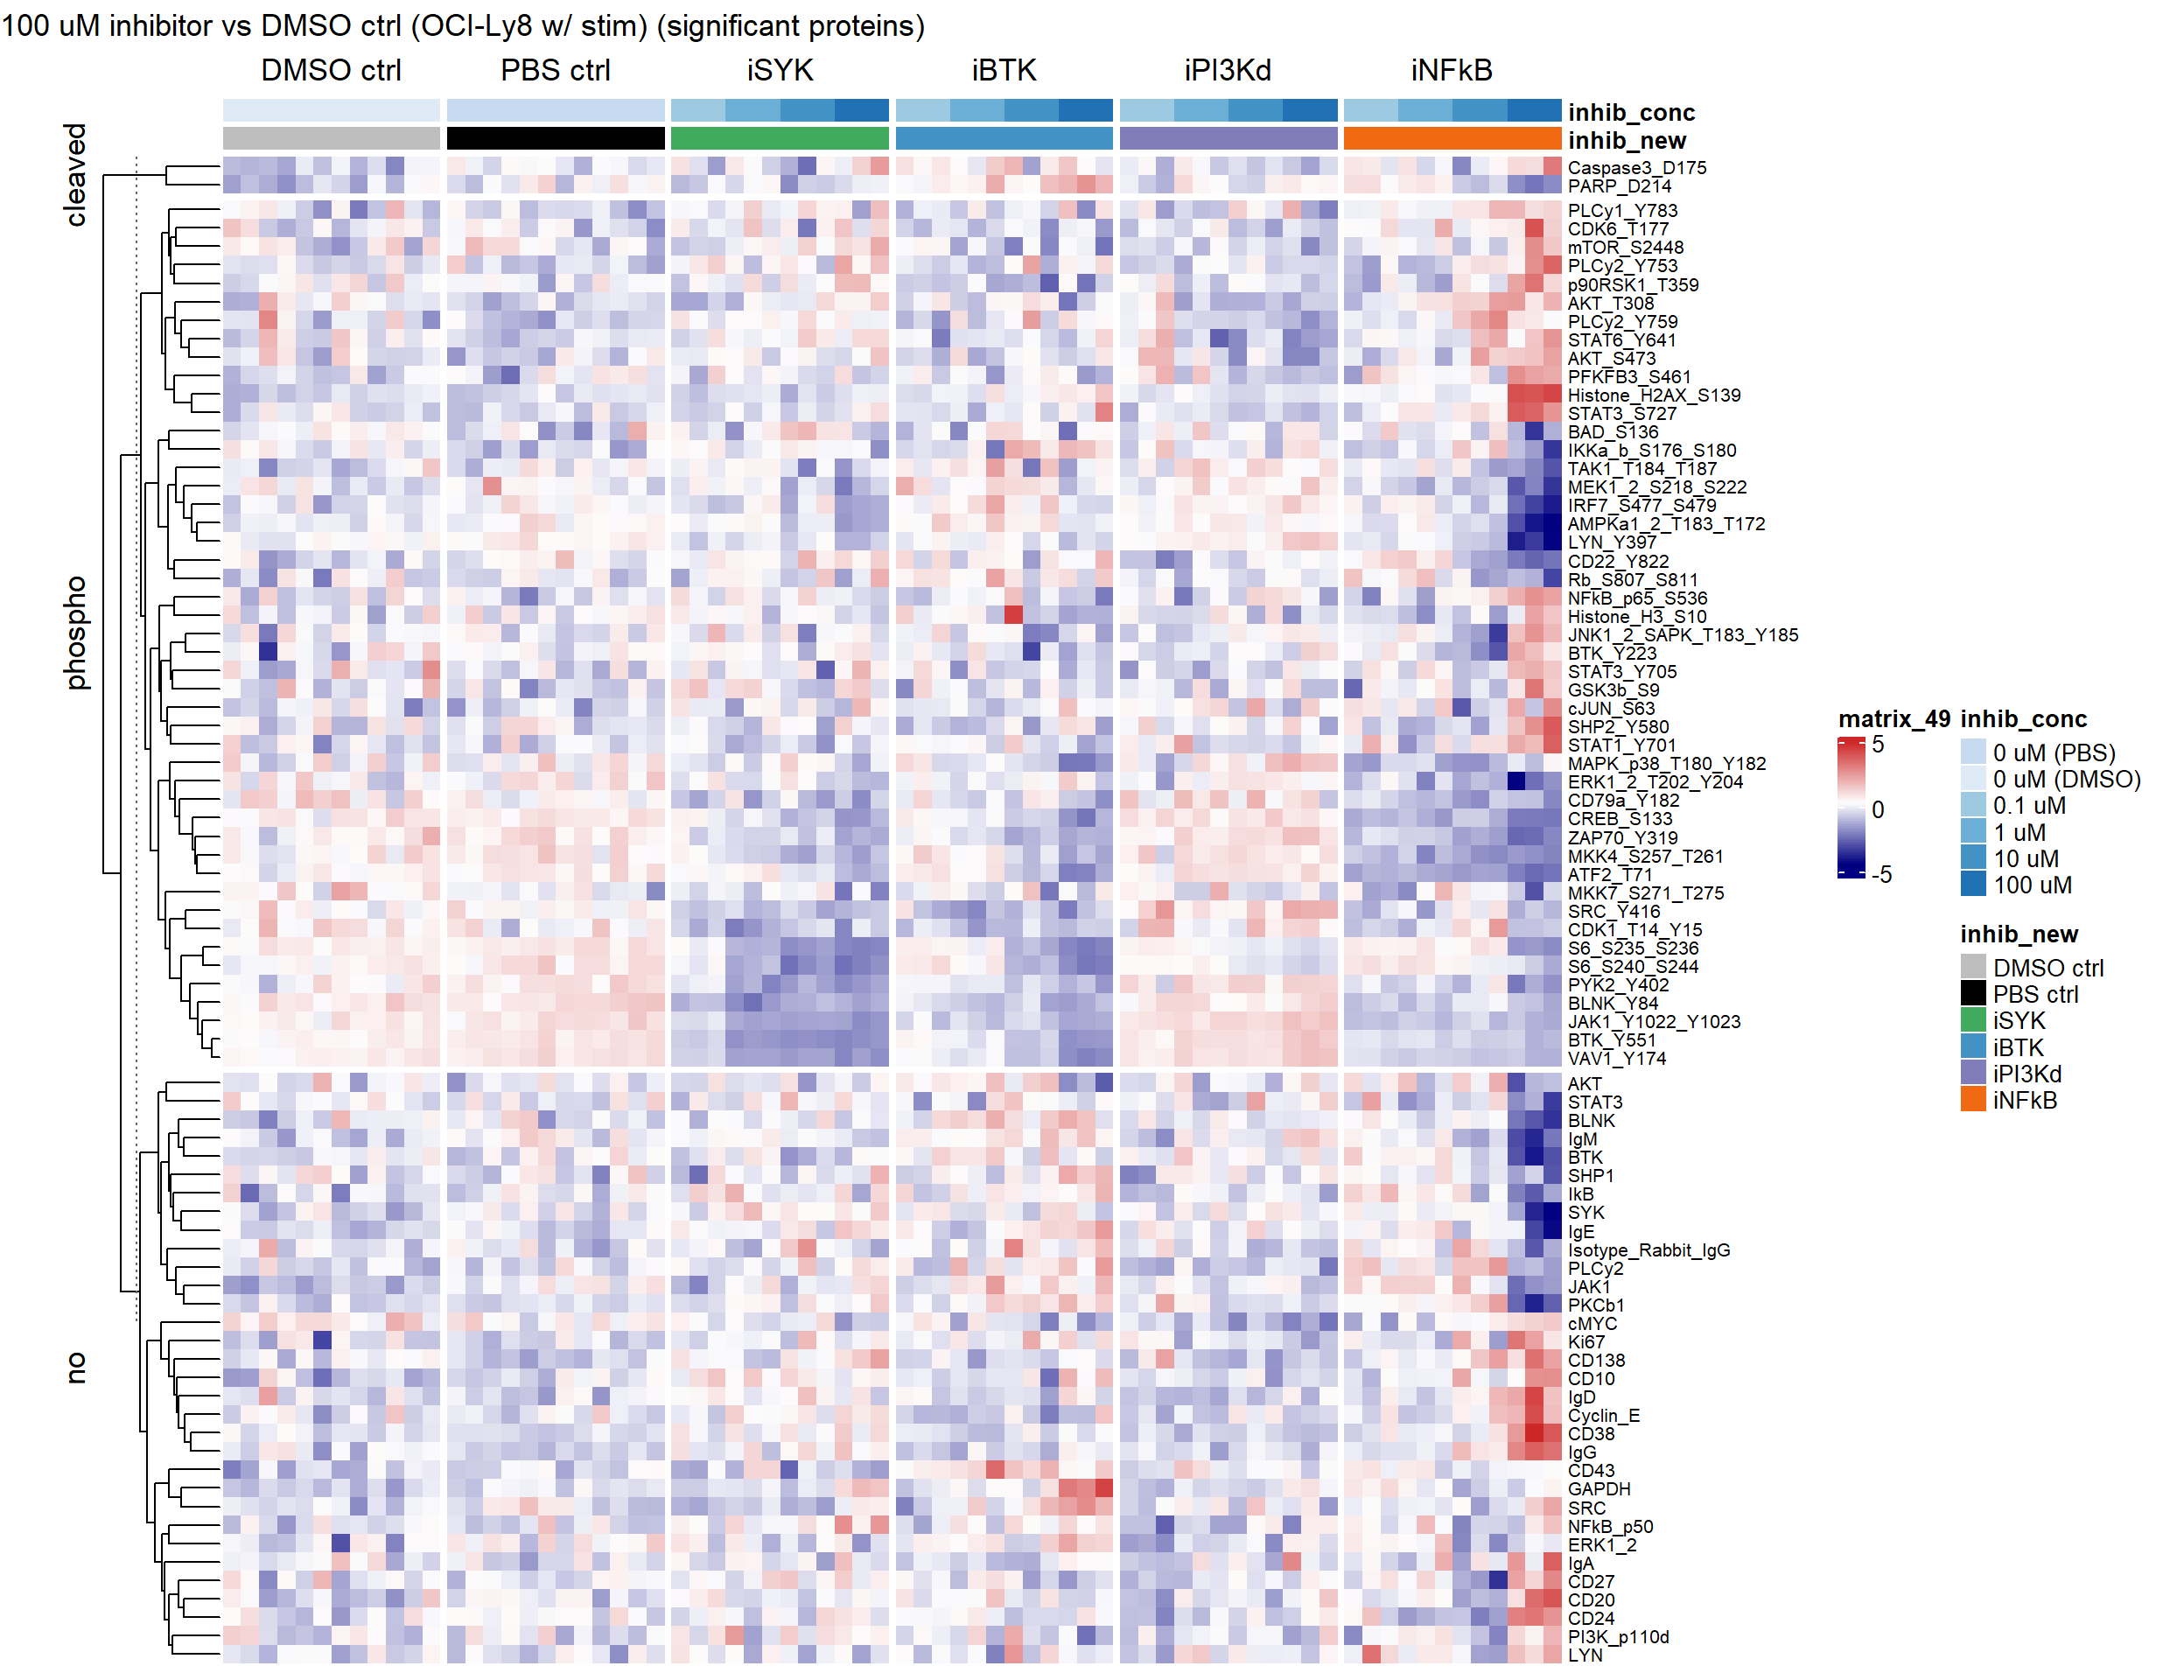 100 uM inhibitor vs DMSO ctrl (OCI-Ly8 w/ stim) (significant proteins)
DMSO ctrl
PBS ctrl
iSYK
iBTK
iPI3Kd
iNFkB
inhib_conc
inhib_new
cleaved
Caspase3_D175
PARP_D214
phospho
PLCy1_Y783
CDK6_T177
mTOR_S2448
PLCy2_Y753
p90RSK1_T359
AKT_T308
PLCy2_Y759
STAT6_Y641
AKT_S473
PFKFB3_S461
Histone_H2AX_S139
STAT3_S727
BAD_S136
IKKa_b_S176_S180
TAK1_T184_T187
MEK1_2_S218_S222
IRF7_S477_S479
AMPKa1_2_T183_T172
LYN_Y397
CD22_Y822
Rb_S807_S811
NFkB_p65_S536
Histone_H3_S10
JNK1_2_SAPK_T183_Y185
BTK_Y223
STAT3_Y705
GSK3b_S9
cJUN_S63
SHP2_Y580
STAT1_Y701
MAPK_p38_T180_Y182
ERK1_2_T202_Y204
CD79a_Y182
CREB_S133
ZAP70_Y319
MKK4_S257_T261
ATF2_T71
MKK7_S271_T275
SRC_Y416
CDK1_T14_Y15
S6_S235_S236
S6_S240_S244
PYK2_Y402
BLNK_Y84
JAK1_Y1022_Y1023
BTK_Y551
VAV1_Y174
no
AKT
STAT3
BLNK
IgM
BTK
SHP1
IkB
SYK
IgE
Isotype_Rabbit_IgG
PLCy2
JAK1
PKCb1
cMYC
Ki67
CD138
CD10
IgD
Cyclin_E
CD38
IgG
CD43
GAPDH
SRC
NFkB_p50
ERK1_2
IgA
CD27
CD20
CD24
PI3K_p110d
LYN
matrix_49
5
0
-5
inhib_conc
0 uM (PBS)
0 uM (DMSO)
0.1 uM
1 uM
10 uM
100 uM
inhib_new
DMSO ctrl
PBS ctrl
iSYK
iBTK
iPI3Kd
iNFkB